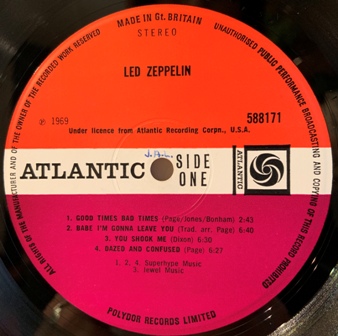 MADE IN Gt. BRITAIN
STEREO
ALL RIGHTS OF THE MANUFACTURER AND OF THE OWNER OF THE RECORDED WORK RESERVED
UNAUTHORISED PUBLIC PERFORMANCE BROADCASTING AND COPYING OF THIS RECORD PROHIBITED
LED ZEPPELIN
℗ 1969
588171
Under licence from Atlantic Recording Corpn., U.S.A.
ATLANTIC
SIDE
ONE
ATLANTIC
1. GOOD TIMES BAD TIMES (Page/Jones/Bonham) 2:43
2. BABE I'M GONNA LEAVE YOU (Trad. arr. Page) 6:40
3. YOU SHOOK ME (Dixon) 6:30
4. DAZED AND CONFUSED (Page) 6:27
1. 2. 4. Superhype Music
3. Jewel Music
POLYDOR RECORDS LIMITED